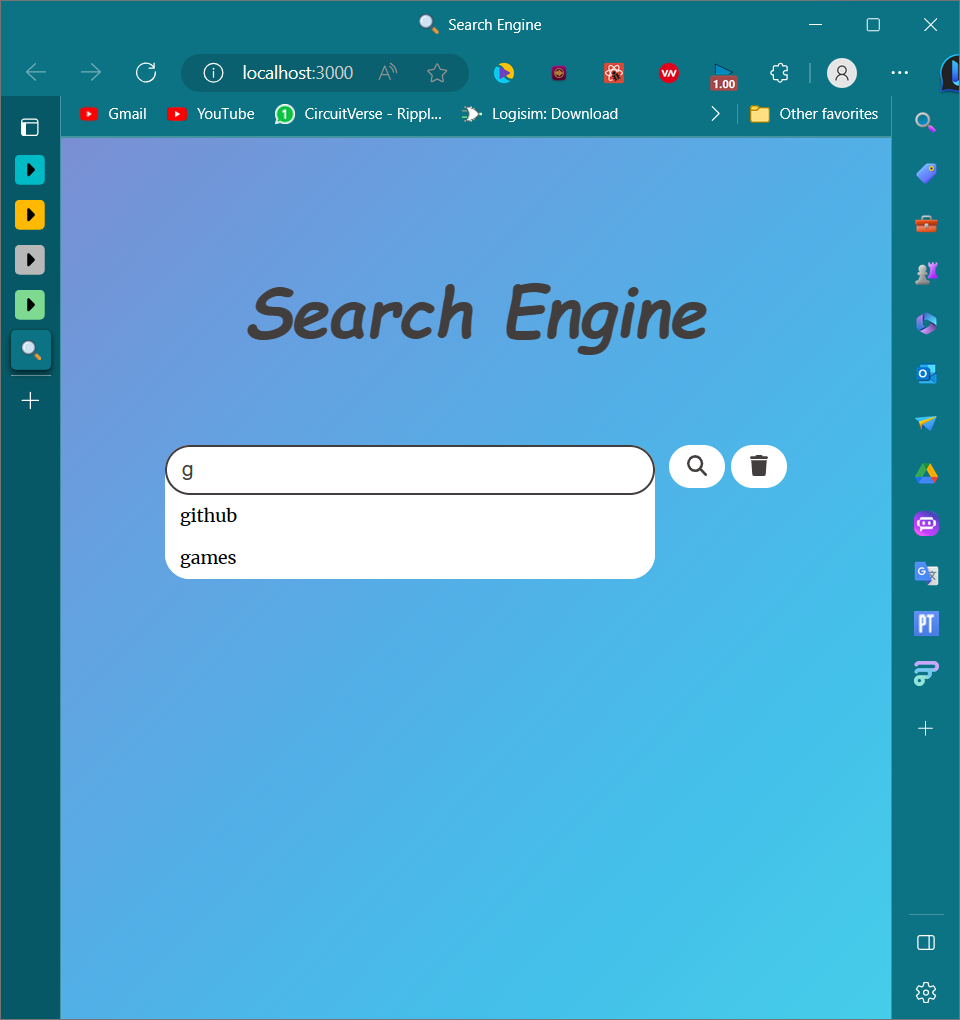 Search Engine
localhost:3000
1.00
Gmail
YouTube
1
CircuitVerse - Rippl...
Logisim: Download
Other favorites
Search Engine
g
github
games
PT